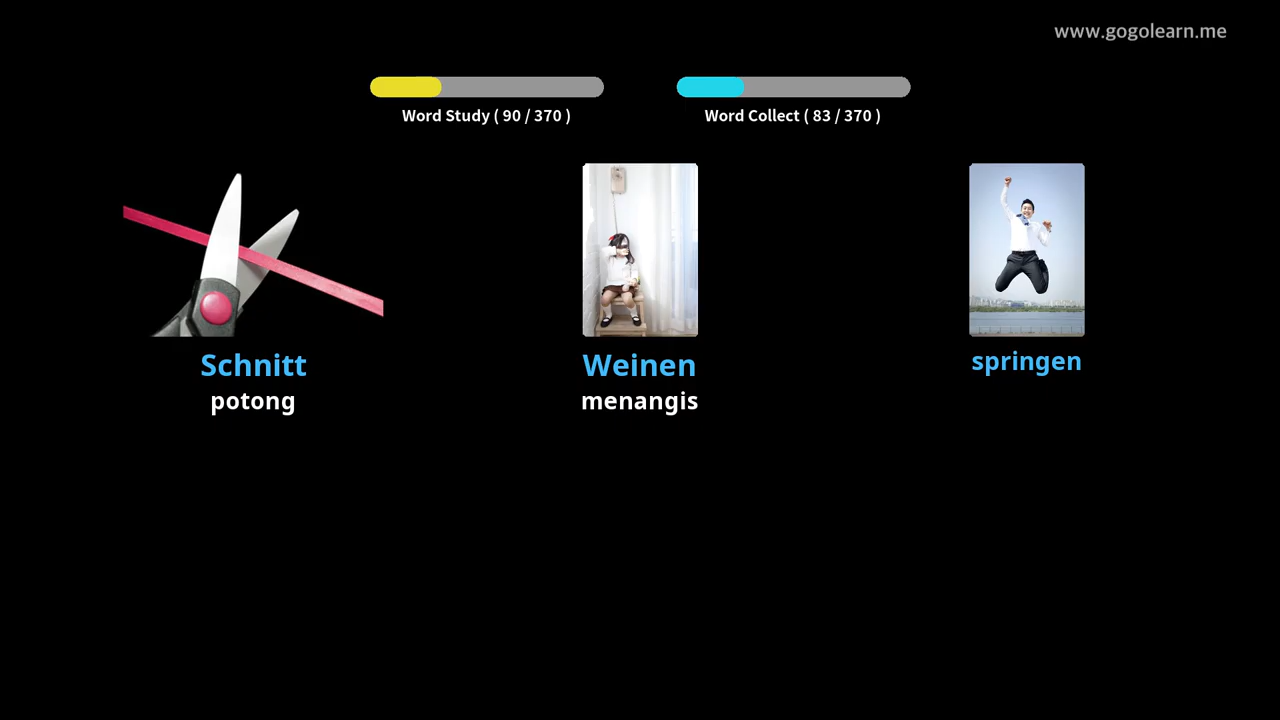 www.gogolearn.me
Word Study ( 90 / 370 )
Word Collect ( 83 / 370 )
Schnitt
potong
Weinen
menangis
springen